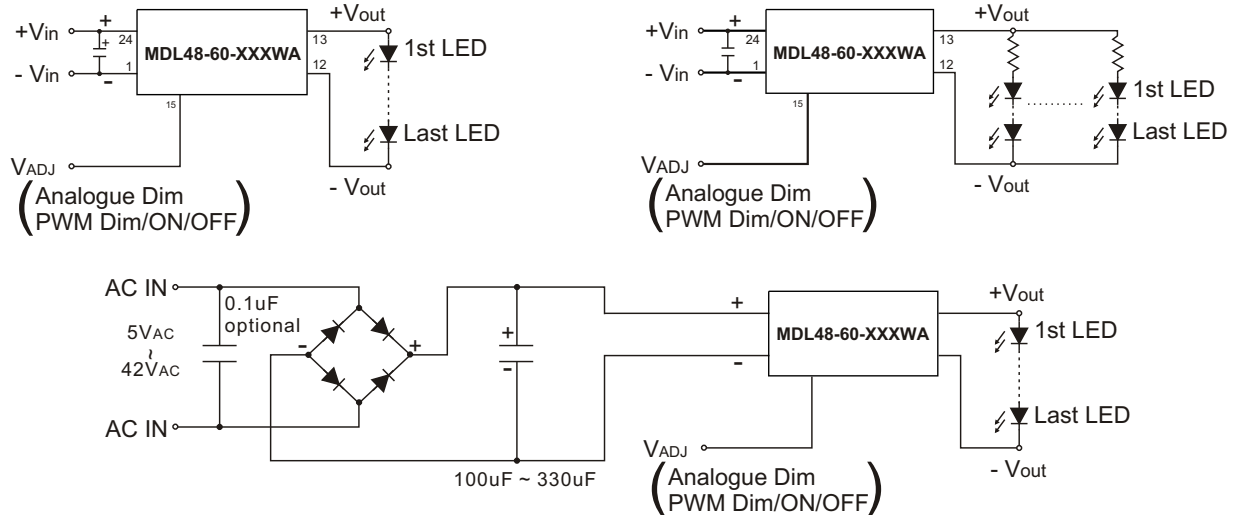 +Vin
+
24
+
MDL48-60-XXXWA
13
+Vout
1st LED
- Vin
1
-
12
15
Last LED
VADJ
- Vout
(Analogue Dim
PWM Dim/ON/OFF)
+Vin
+
24
MDL48-60-XXXWA
13
+Vout
- Vin
1
-
12
15
1st LED
Last LED
VADJ
- Vout
(Analogue Dim
PWM Dim/ON/OFF)
AC IN
0.1uF
optional
5VAC
~
42VAC
AC IN
-
+
+
-
100uF ~ 330uF
+
-
MDL48-60-XXXWA
+Vout
1st LED
Last LED
VADJ
- Vout
(Analogue Dim
PWM Dim/ON/OFF)